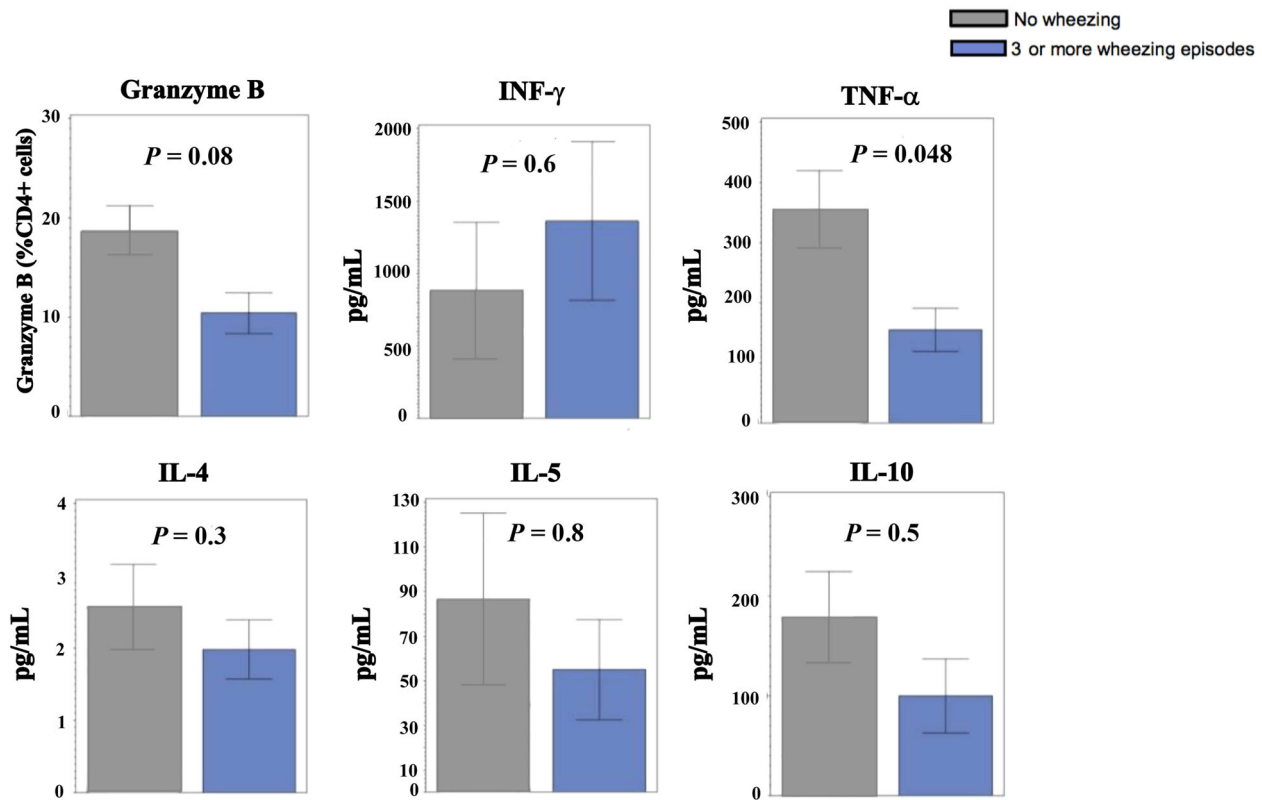 No wheezing
3 or more wheezing episodes
Granzyme B
INF-γ
TNF-α
Granzyme B (%CD4+ cells)
30
20
10
0
P = 0.08
pg/mL
2000
1500
1000
500
0
P = 0.6
pg/mL
500
400
300
200
100
0
P = 0.048
IL-4
IL-5
IL-10
pg/mL
4
3
2
1
0
P = 0.3
pg/mL
130
110
90
70
50
30
10
0
P = 0.8
pg/mL
300
200
100
0
P = 0.5